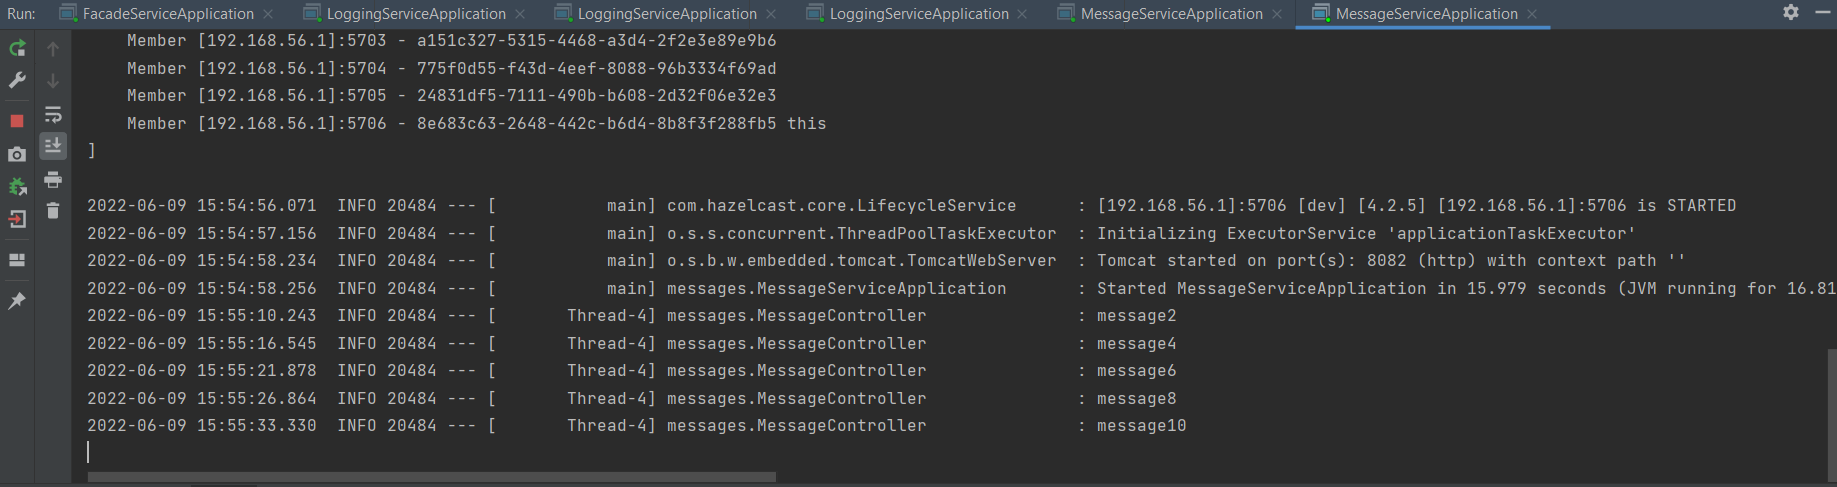 Run: FacadeServiceApplication LoggingServiceApplication LoggingServiceApplication LoggingServiceApplication MessageServiceApplication MessageServiceApplication
Member [192.168.56.1]:5703 - a151c327-5315-4468-a3d4-2f2e3e89e9b6
Member [192.168.56.1]:5704 - 775f0d55-f43d-4eef-8088-96b3334f69ad
Member [192.168.56.1]:5705 - 24831df5-7111-490b-b608-2d32f06e32e3
Member [192.168.56.1]:5706 - 8e683c63-2648-442c-b6d4-8b8f3f288fb5 this
]
2022-06-09 15:54:56.071  INFO 20484 --- [           main] com.hazelcast.core.LifecycleService      : [192.168.56.1]:5706 [dev] [4.2.5] [192.168.56.1]:5706 is STARTED
2022-06-09 15:54:57.156  INFO 20484 --- [           main] o.s.s.concurrent.ThreadPoolTaskExecutor  : Initializing ExecutorService 'applicationTaskExecutor'
2022-06-09 15:54:58.234  INFO 20484 --- [           main] o.s.b.w.embedded.tomcat.TomcatWebServer  : Tomcat started on port(s): 8082 (http) with context path ''
2022-06-09 15:54:58.256  INFO 20484 --- [           main] messages.MessageServiceApplication       : Started MessageServiceApplication in 15.979 seconds (JVM running for 16.81
2022-06-09 15:55:10.243  INFO 20484 --- [       Thread-4] messages.MessageController               : message2
2022-06-09 15:55:16.545  INFO 20484 --- [       Thread-4] messages.MessageController               : message4
2022-06-09 15:55:21.878  INFO 20484 --- [       Thread-4] messages.MessageController               : message6
2022-06-09 15:55:26.864  INFO 20484 --- [       Thread-4] messages.MessageController               : message8
2022-06-09 15:55:33.330  INFO 20484 --- [       Thread-4] messages.MessageController               : message10